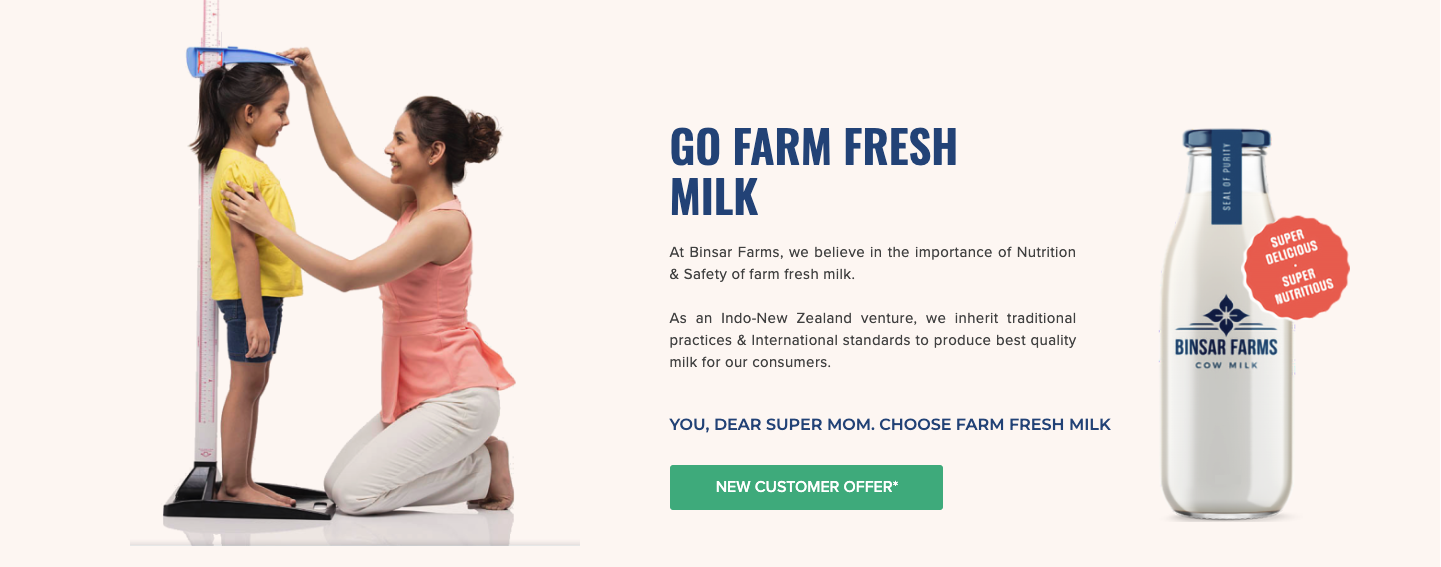 GO FARM FRESH
MILK
At Binsar Farms, we believe in the importance of Nutrition
& Safety of farm fresh milk.
As an Indo-New Zealand venture, we inherit traditional
practices & International standards to produce best quality
milk for our consumers.
YOU, DEAR SUPER MOM. CHOOSE FARM FRESH MILK
NEW CUSTOMER OFFER*
SEAL OF PURITY
SUPER
DELICIOUS
·
SUPER
NUTRITIOUS
BINSAR FARMS
COW MILK